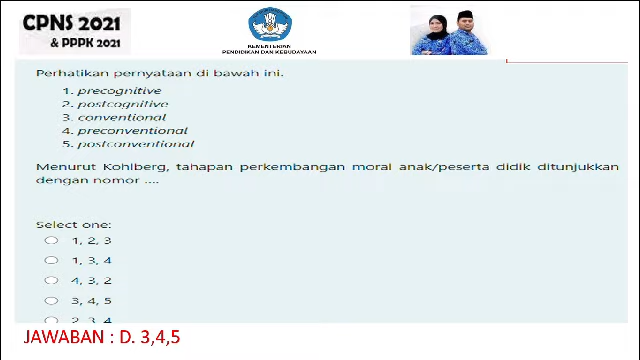 CPNS 2021
& PPPK 2021
KEMENTERIAN
PENDIDIKAN DAN KEBUDAYAAN
Perhatikan pernyataan di bawah ini.
1. precognitive
2. postcognitive
3. conventional
4. preconventional
5. postconventional
Menurut Kohlberg, tahapan perkembangan moral anak/peserta didik ditunjukkan
dengan nomor ....
Select one:
1, 2, 3
1, 3, 4
4, 3, 2
3, 4, 5
2, 3, 4
JAWABAN : D. 3,4,5